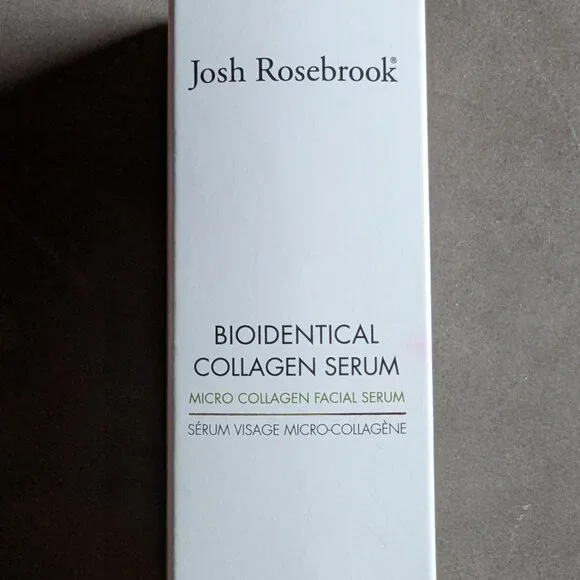 Josh Rosebrook®
BIOIDENTICAL
COLLAGEN SERUM
MICRO COLLAGEN FACIAL SERUM
SÉRUM VISAGE MICRO-COLLAGÈNE